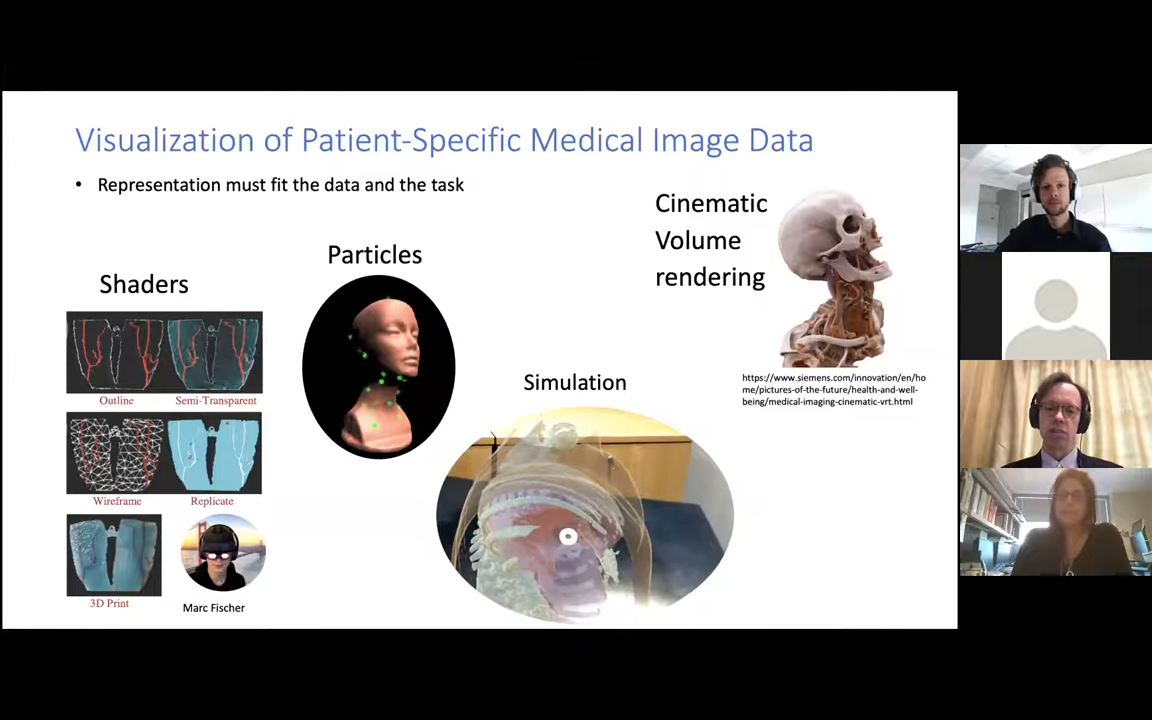 Visualization of Patient-Specific Medical Image Data
• Representation must fit the data and the task
Cinematic
Volume
rendering
Particles
Shaders
Outline
Semi-Transparent
Wireframe
Replicate
3D Print
Marc Fischer
Simulation
https://www.siemens.com/innovation/en/ho
me/pictures-of-the-future/health-and-well-
being/medical-imaging-cinematic-vrt.html